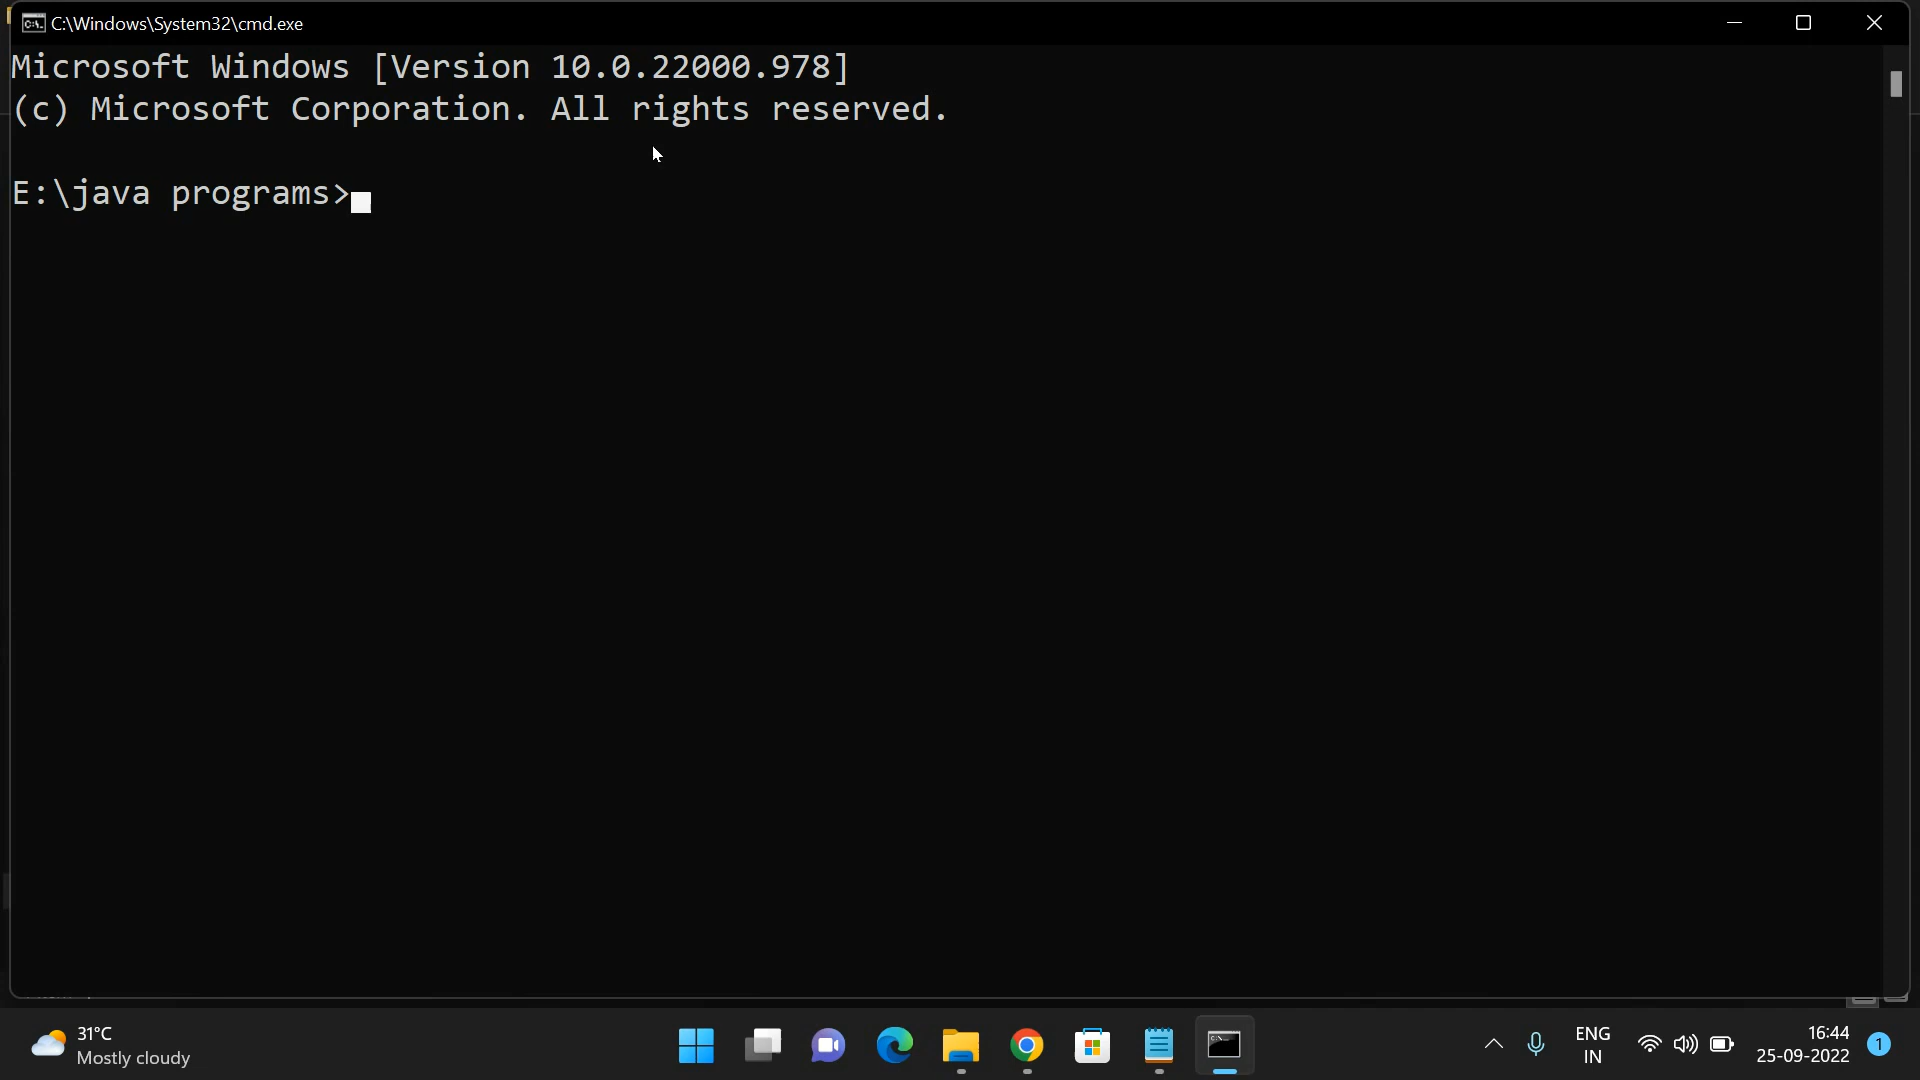 C:\Windows\System32\cmd.exe
Microsoft Windows [Version 10.0.22000.978]
(c) Microsoft Corporation. All rights reserved.
E:\java programs>
31°C
Mostly cloudy
ENG
IN
16:44
25-09-2022
1